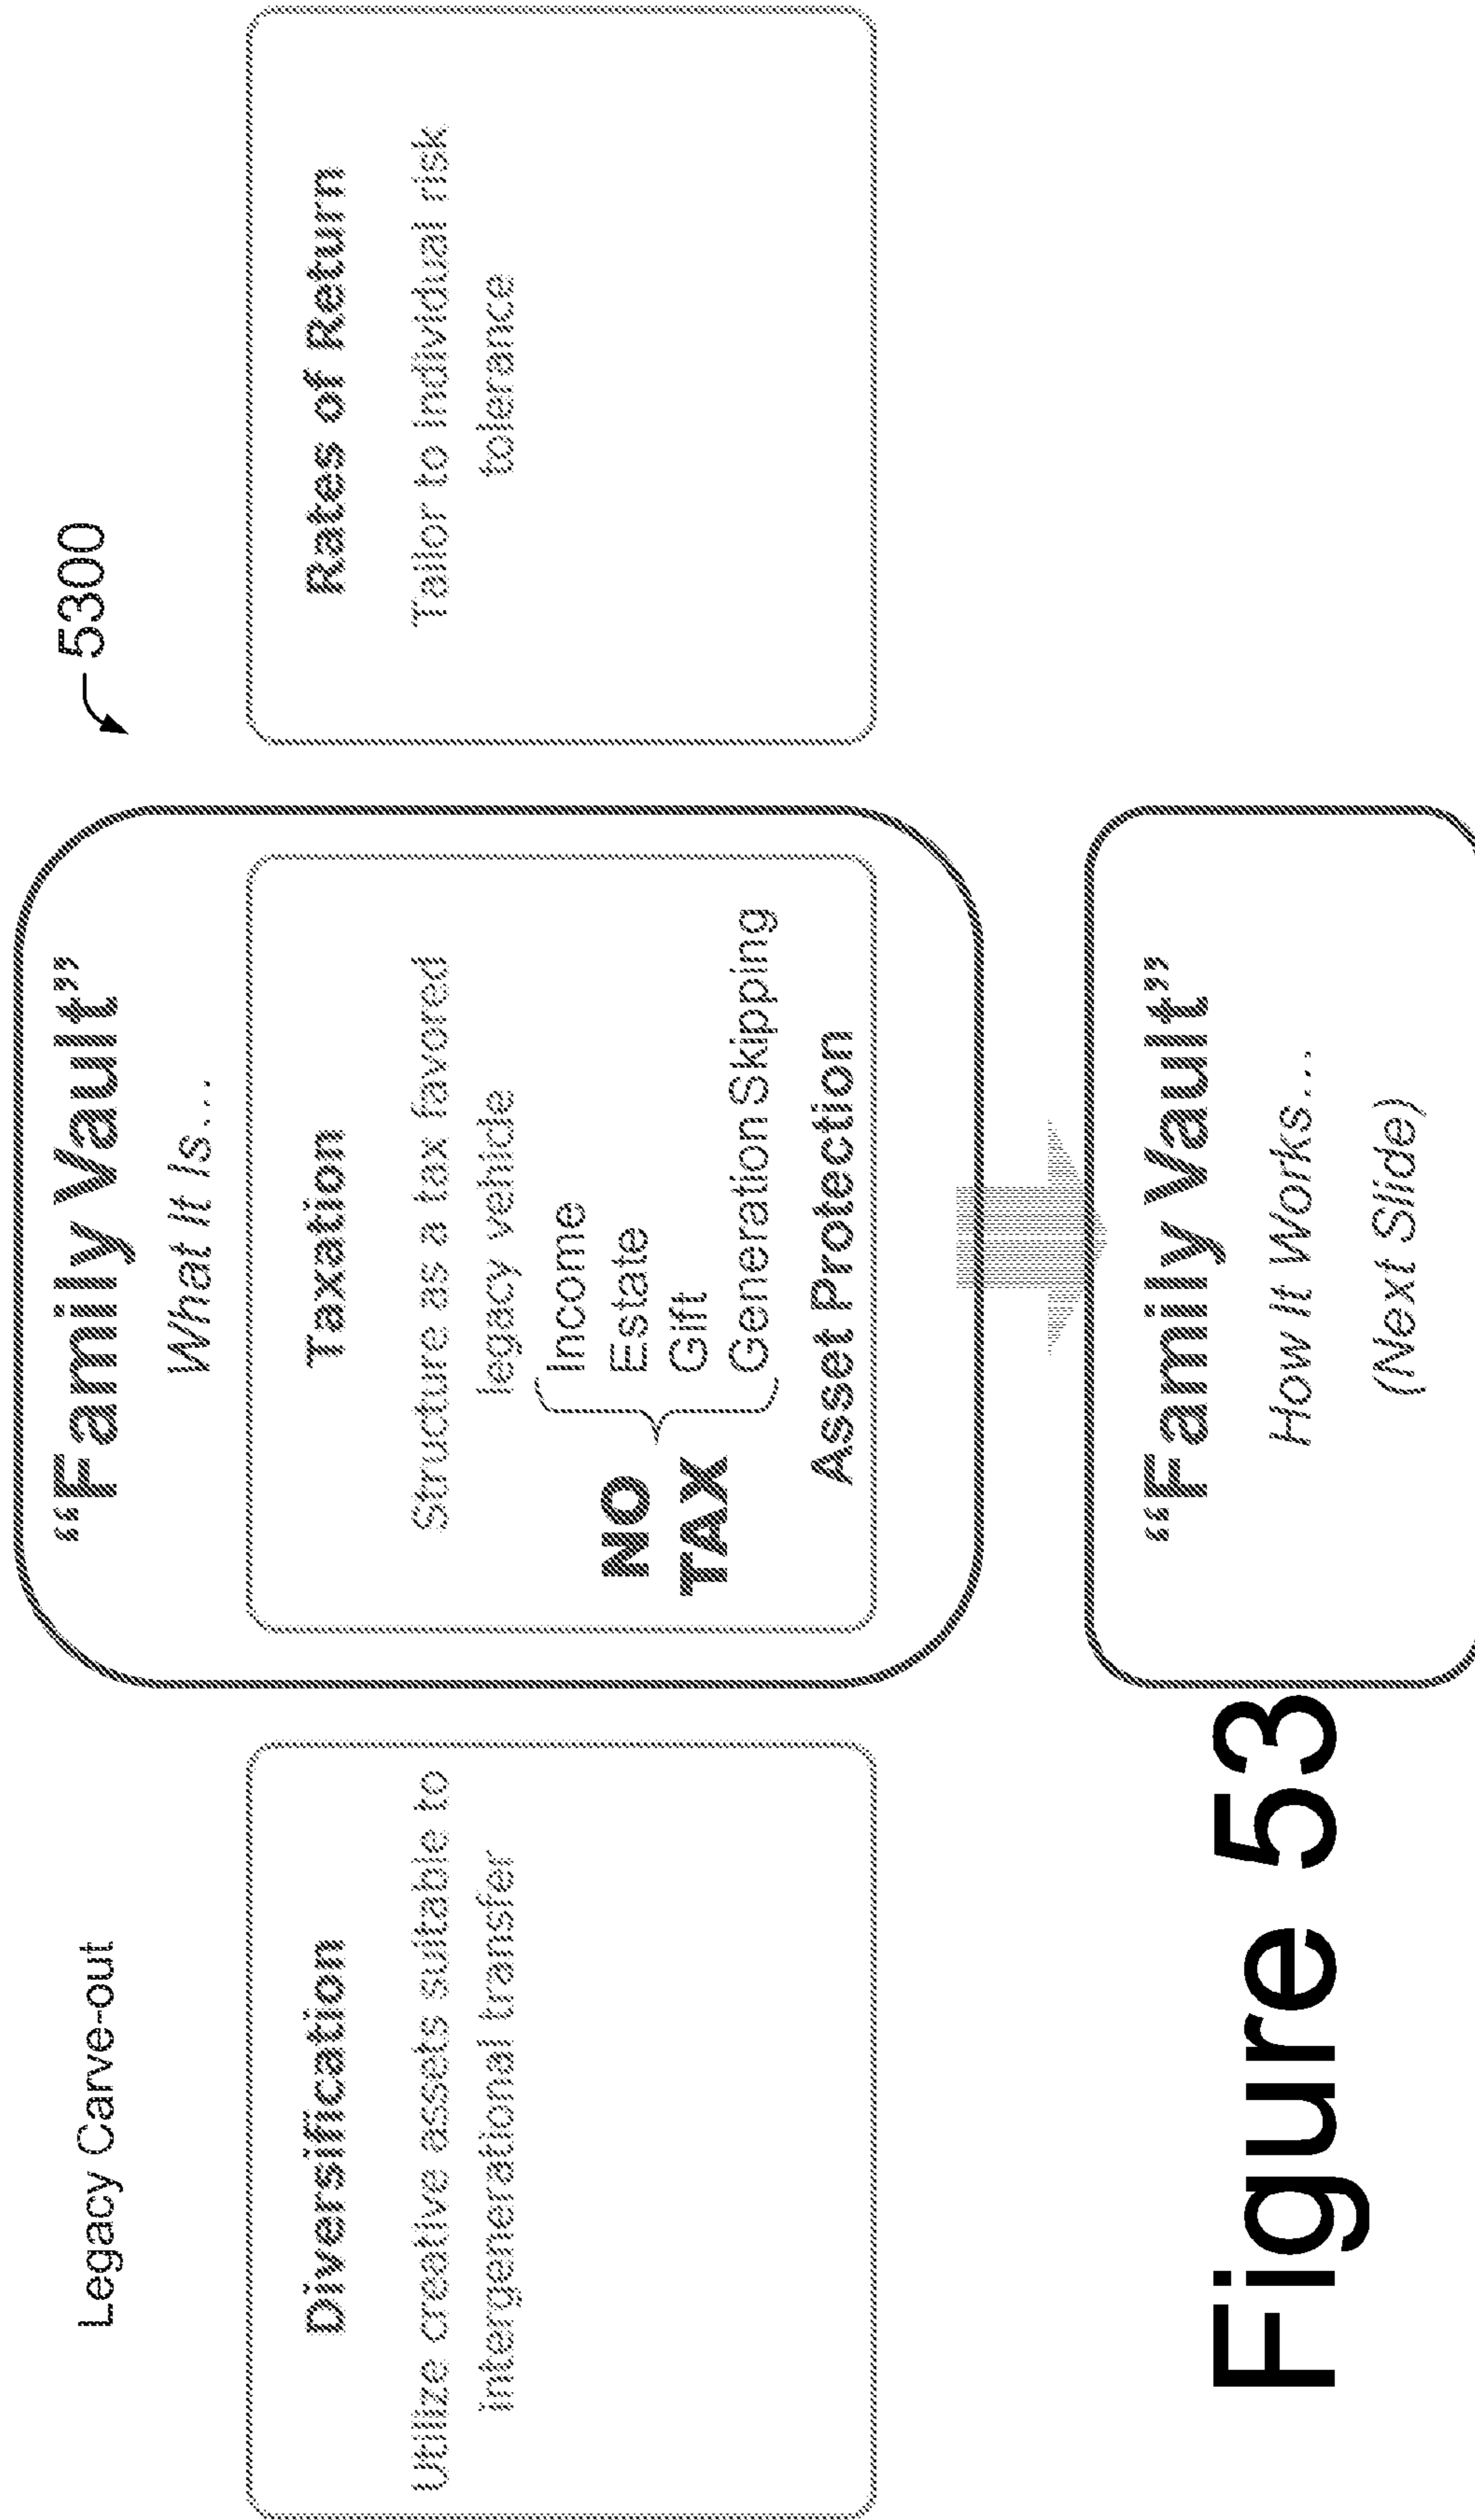 Legacy Carve-out
5300
“Family Vault”
What It Is...
Diversification
Utilize creative assets suitable to
intergenerational transfer
Taxation
Structure as a tax favored
legacy vehicle
NO
TAX
Income
Estate
Gift
Generation Skipping
Asset Protection
Rates of Return
Tailor to individual risk
tolerance
“Family Vault”
How It Works...
(Next Slide)
Figure 53